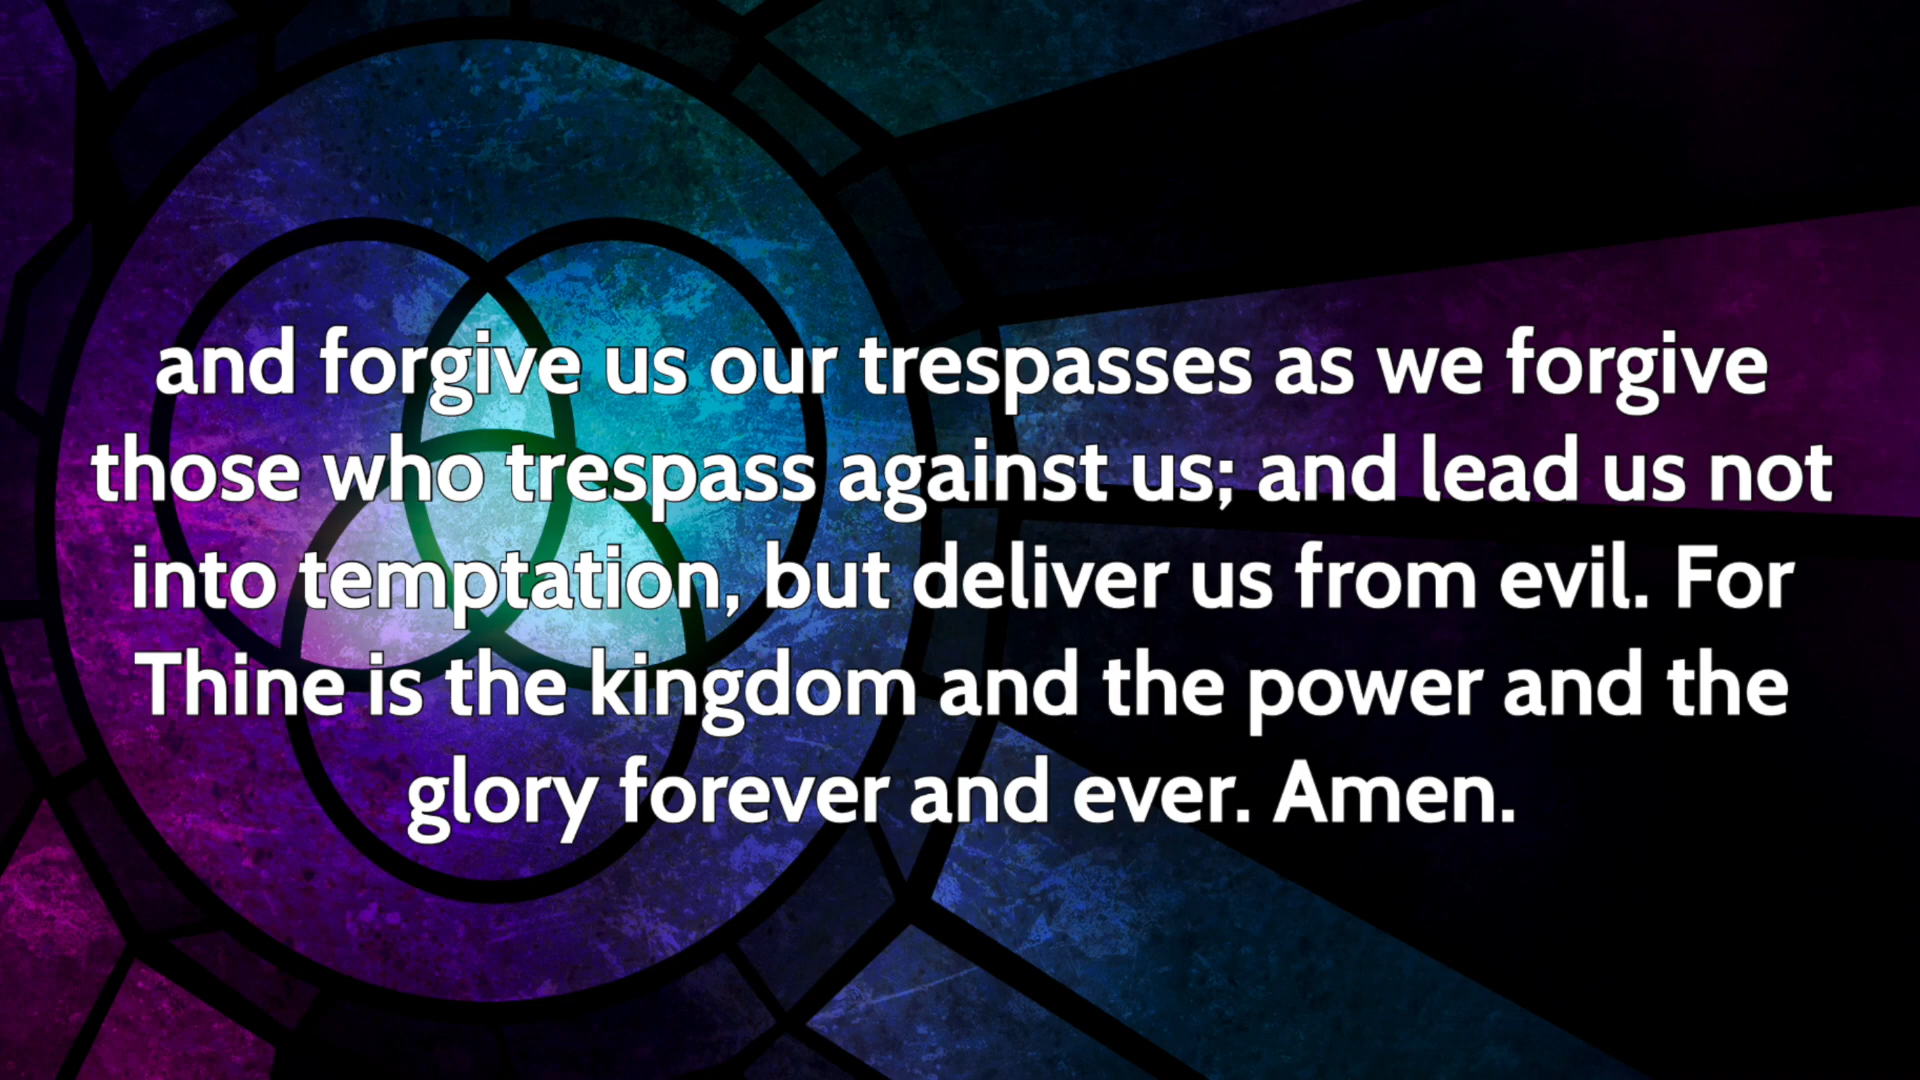 and forgive us our trespasses as we forgive
those who trespass against us; and lead us not
into temptation, but deliver us from evil. For
Thine is the kingdom and the power and the
glory forever and ever. Amen.